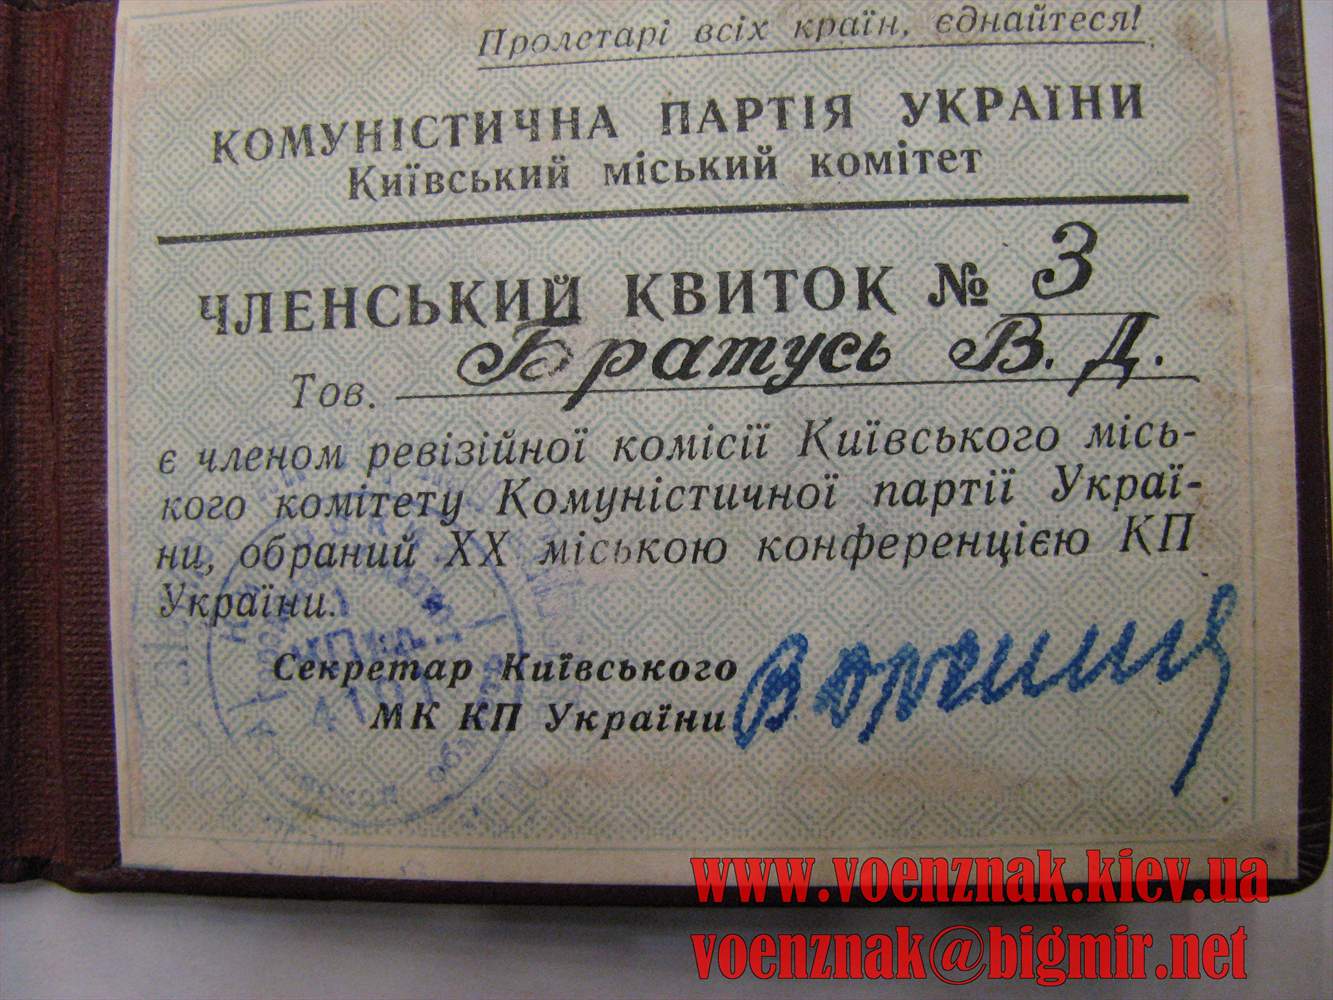 Пролетарі всіх країн, єднайтеся!
КОМУНІСТИЧНА ПАРТІЯ УКРАЇНИ
Київський міський комітет
ЧЛЕНСЬКИЙ КВИТОК № 3
Тов. Братусь В. Д.
є членом ревізійної комісії Київського місь-
кого комітету Комуністичної партії Украї-
ни, обраний XX міською конференцією КП
України.
Секретар Київського
МК КП України
www.voenznak.kiev.ua
voenznak@bigmir.net